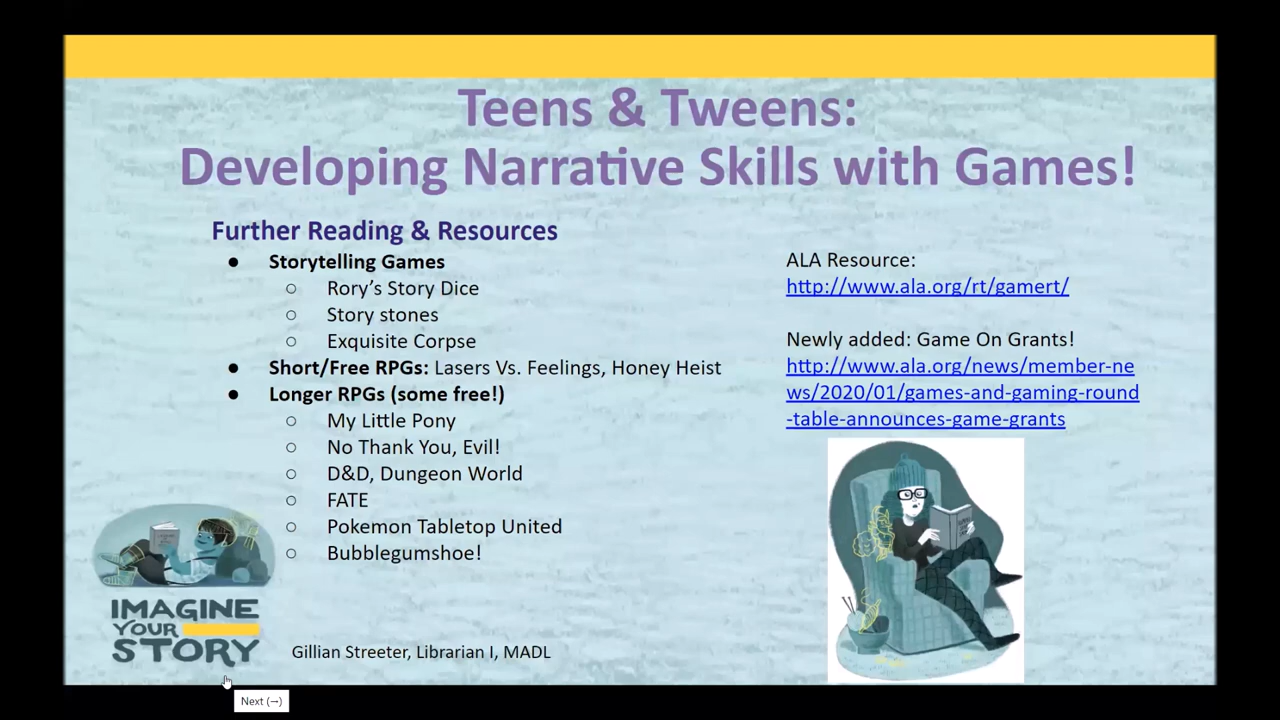 Teens & Tweens:
Developing Narrative Skills with Games!
Further Reading & Resources
● Storytelling Games
○ Rory's Story Dice
○ Story stones
○ Exquisite Corpse
● Short/Free RPGs: Lasers Vs. Feelings, Honey Heist
● Longer RPGs (some free!)
○ My Little Pony
○ No Thank You, Evil!
○ D&D, Dungeon World
○ FATE
○ Pokemon Tabletop United
○ Bubblegumshoe!
ALA Resource:
http://www.ala.org/rt/gamert/
Newly added: Game On Grants!
http://www.ala.org/news/member-ne
ws/2020/01/games-and-gaming-round
-table-announces-game-grants
IMAGINE
YOUR
STORY
Gillian Streeter, Librarian I, MADL
Next (→)